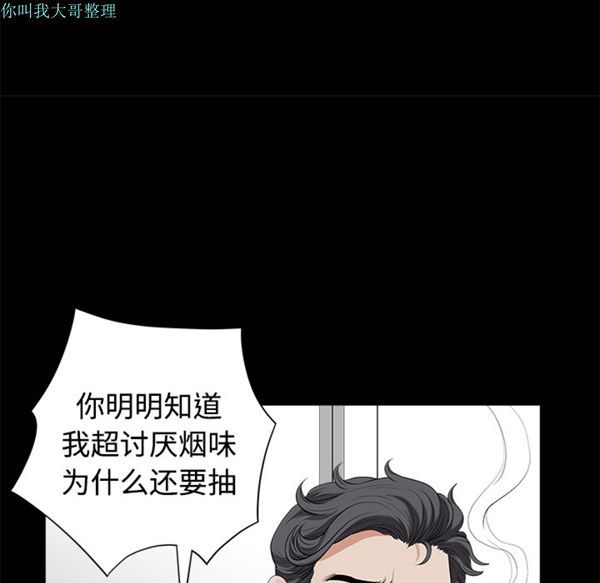 你叫我大哥整理
你明明知道
我超讨厌烟味
为什么还要抽